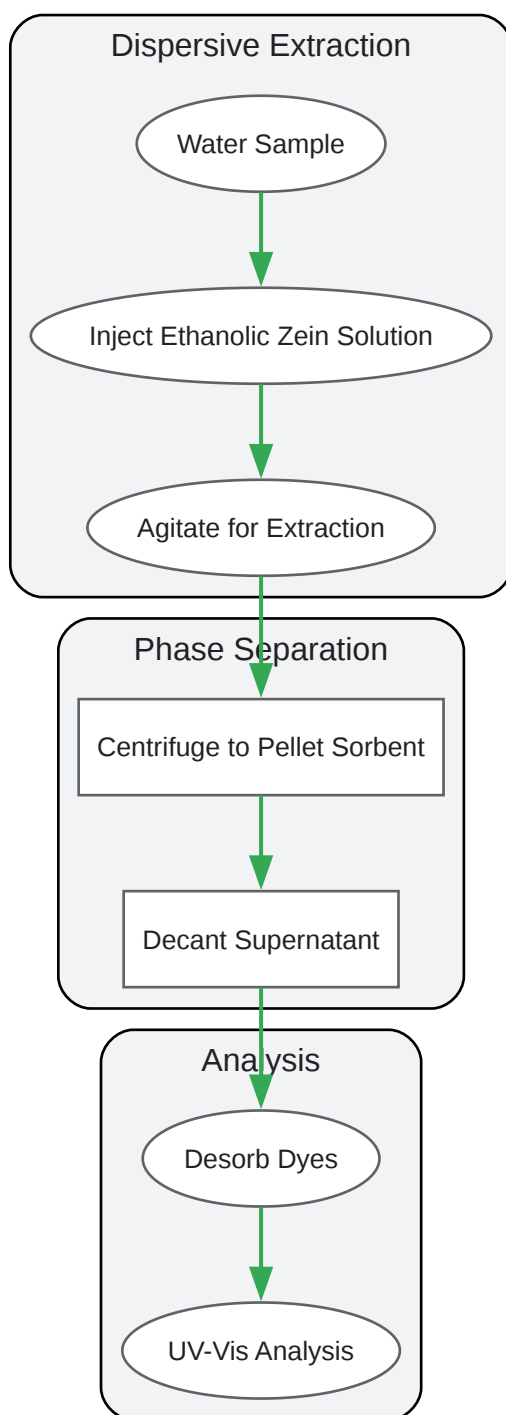 Dispersive Extraction
Water Sample
Inject Ethanolic Zein Solution
Agitate for Extraction
Phase Separation
Centrifuge to Pellet Sorbent
Decant Supernatant
Analysis
Desorb Dyes
UV-Vis Analysis